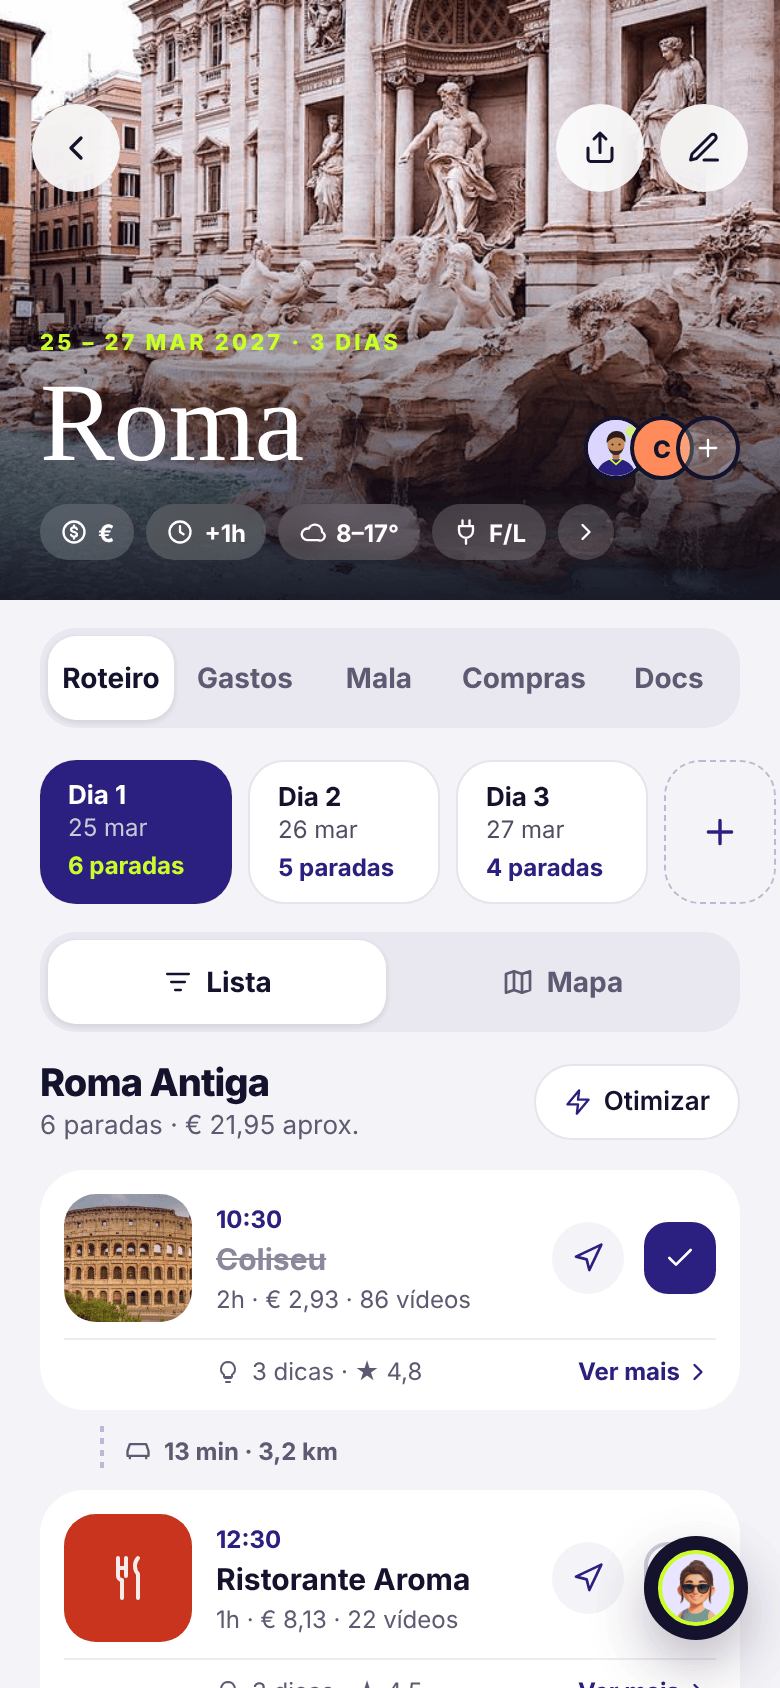 25 – 27 MAR 2027 · 3 DIAS
Roma
C
€
+1h
8–17°
F/L
Roteiro Gastos Mala Compras Docs
Dia 1
25 mar
6 paradas
Dia 2
26 mar
5 paradas
Dia 3
27 mar
4 paradas
Lista
Mapa
Roma Antiga
6 paradas · € 21,95 aprox.
Otimizar
10:30
Coliseu
2h · € 2,93 · 86 vídeos
3 dicas · ★ 4,8
Ver mais
13 min · 3,2 km
12:30
Ristorante Aroma
1h · € 8,13 · 22 vídeos
Ver mais